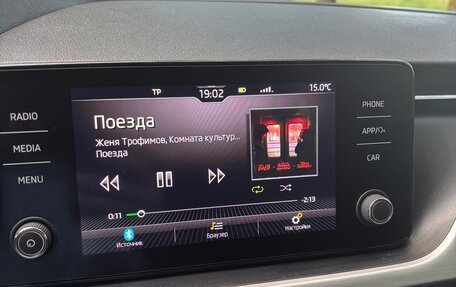 TP 19:02 15.0°C
RADIO
MEDIA
MENU
PHONE
APP/
CAR
Поезда
Женя Трофимов, Комната культур...
Поезда
0:11 -2:13
Источник Браузер Настройки